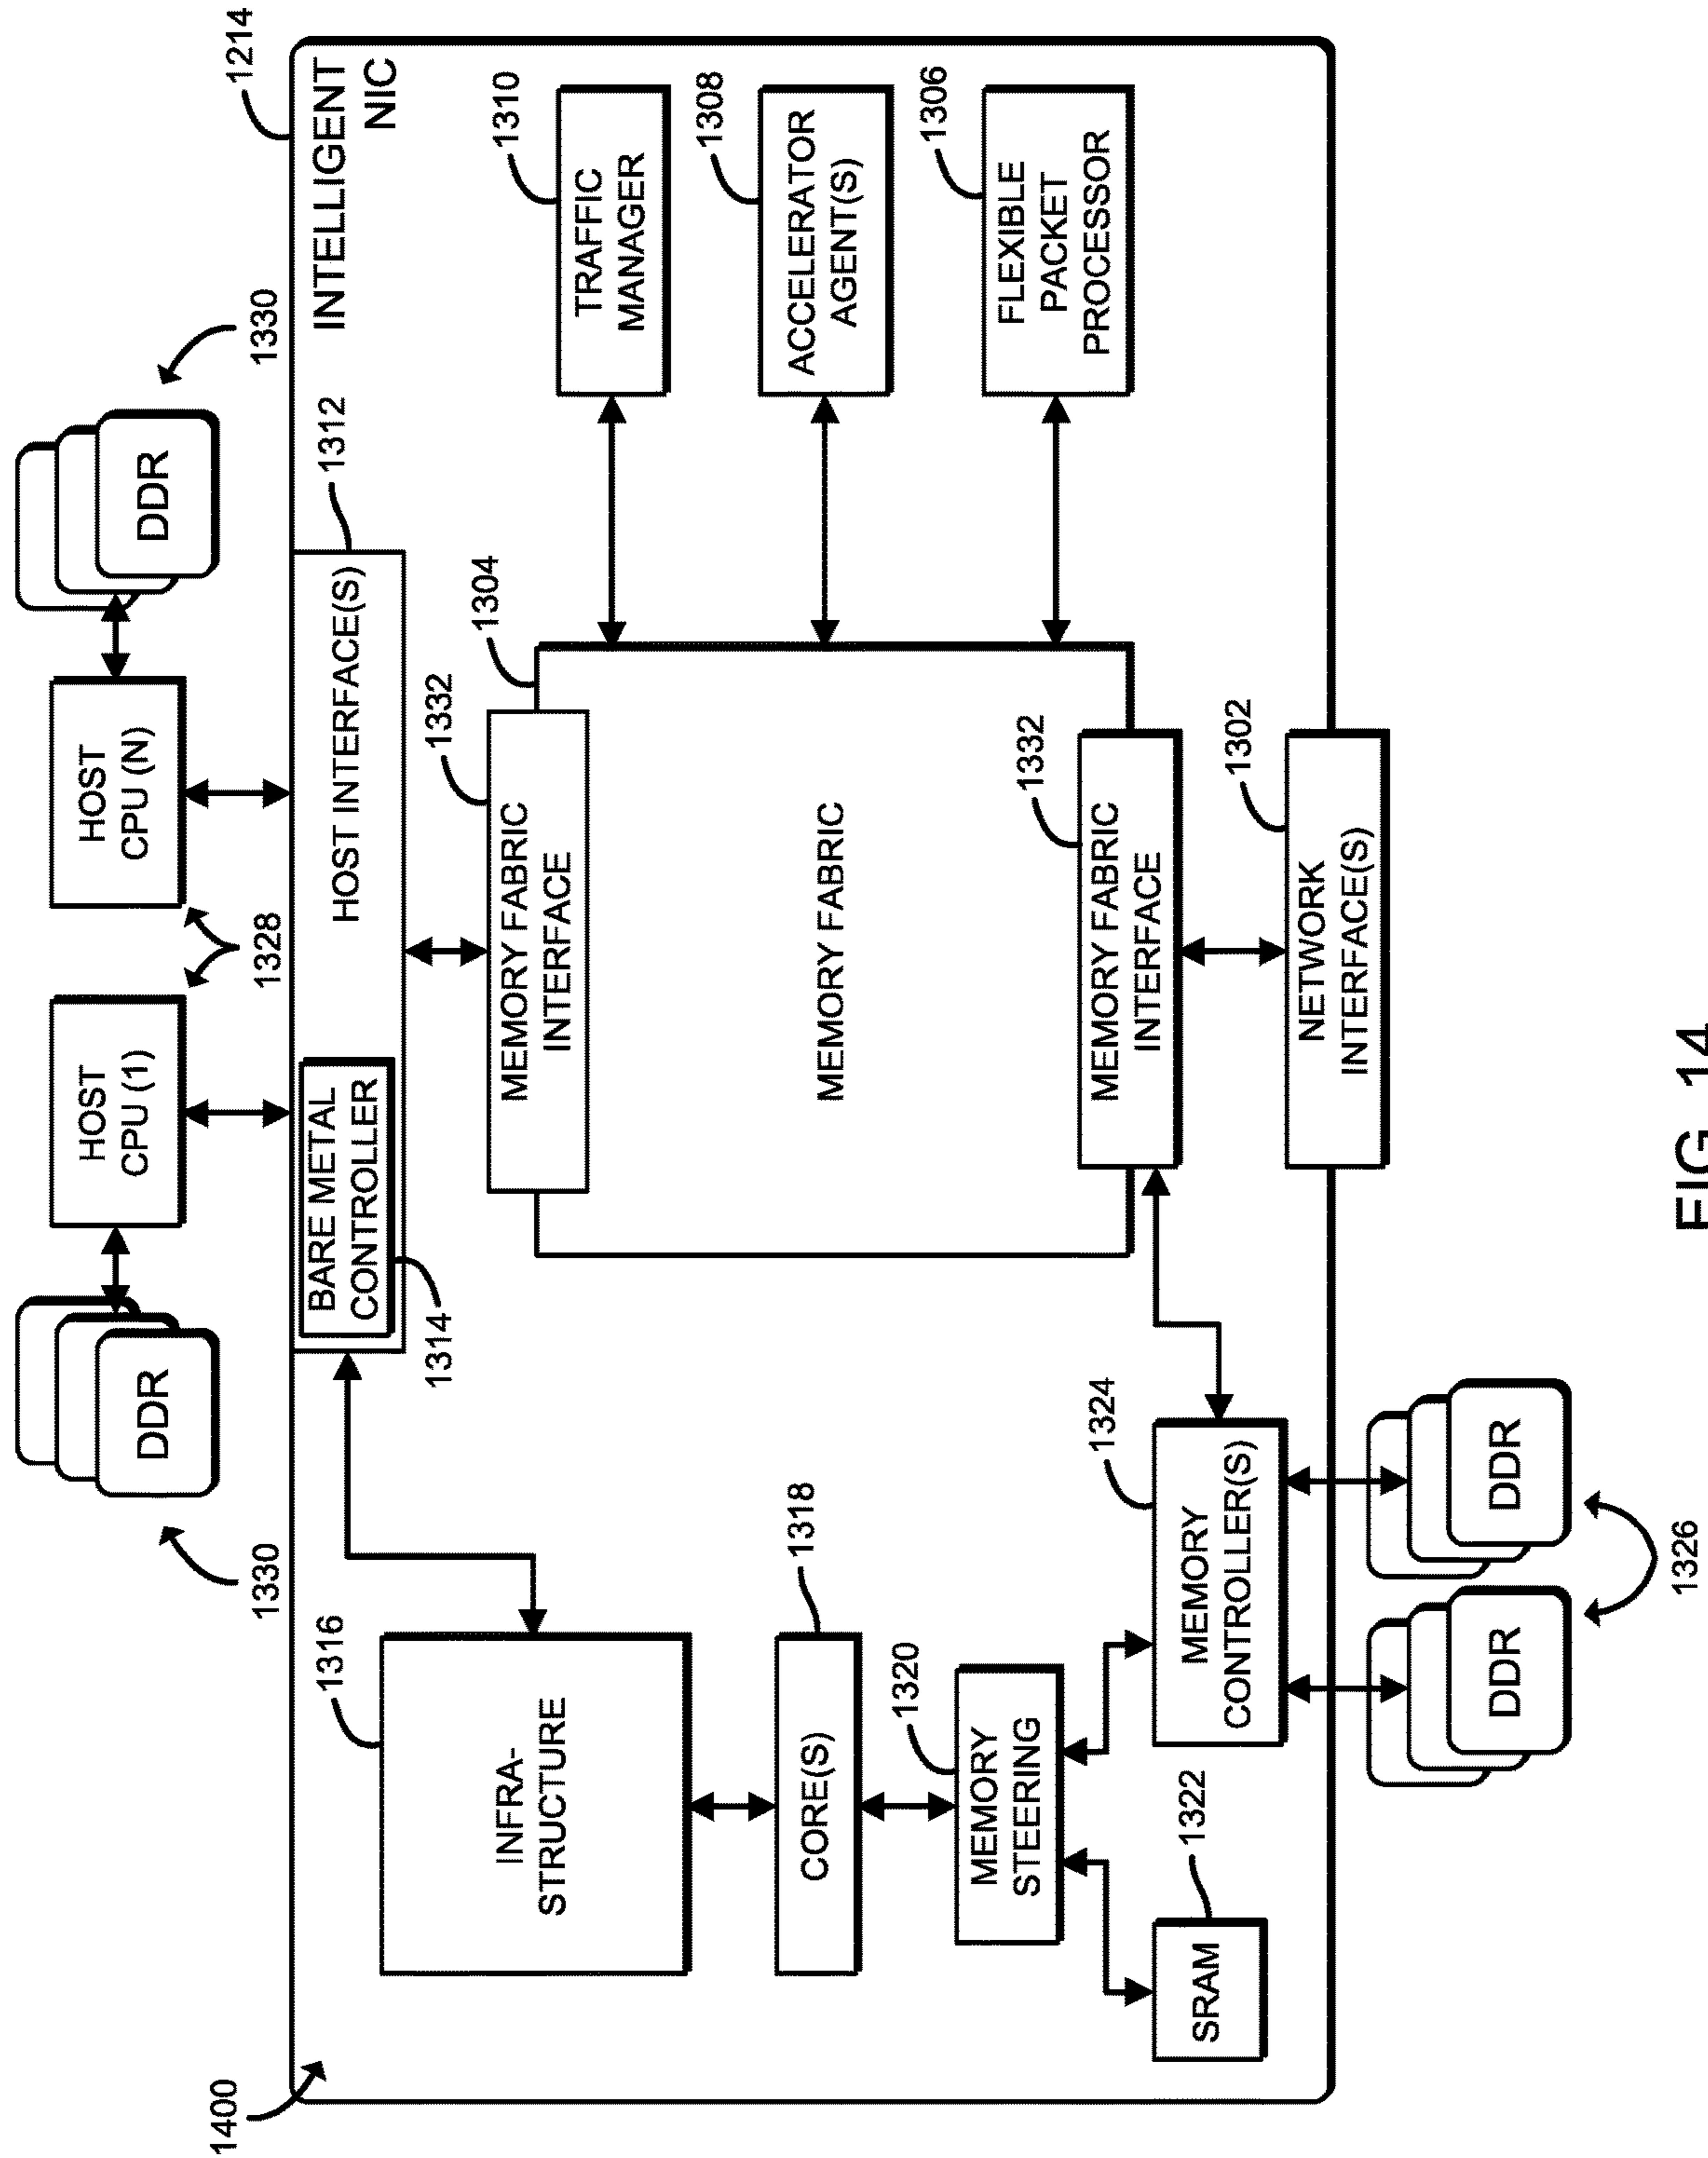 1400
1330
DDR
HOST
CPU (1)
1328
HOST
CPU (N)
DDR
1330
1214
INTELLIGENT
NIC
BARE METAL
CONTROLLER
1314
HOST INTERFACE(S)
1312
1316
INFRA-
STRUCTURE
1318
CORE(S)
1320
MEMORY
STEERING
1322
SRAM
1324
MEMORY
CONTROLLER(S)
DDR
DDR
1326
1332
MEMORY FABRIC
INTERFACE
1304
MEMORY FABRIC
1332
MEMORY FABRIC
INTERFACE
1302
NETWORK
INTERFACE(S)
1310
TRAFFIC
MANAGER
1308
ACCELERATOR
AGENT(S)
1306
FLEXIBLE
PACKET
PROCESSOR
FIG. 14